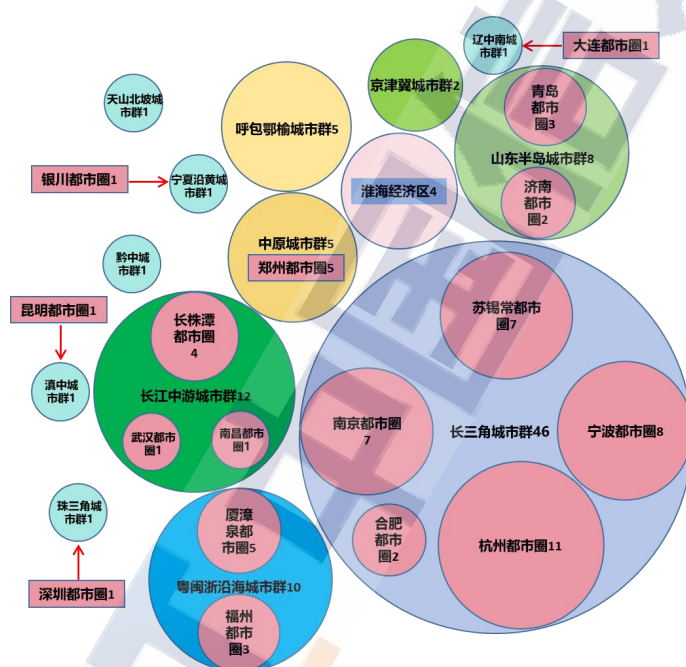 辽中南城
市群1
大连都市圈1
京津冀城市群2
天山北坡城
市群1
青岛
都市
圈3
呼包鄂榆城市群5
山东半岛城市群8
银川都市圈1
宁夏沿黄城
市群1
淮海经济区4
济南
都市
圈2
中原城市群5
郑州都市圈5
黔中城
市群1
昆明都市圈1
长株潭
都市圈
4
苏锡常都市
圈7
滇中城
市群1
长江中游城市群12
武汉都市
圈1
南昌都市
圈1
南京都市圈
7
长三角城市群46
宁波都市圈8
珠三角城
市群1
厦漳
泉都
市圈5
合肥
都市
圈2
杭州都市圈11
粤闽浙沿海城市群10
深圳都市圈1
福州
都市
圈3